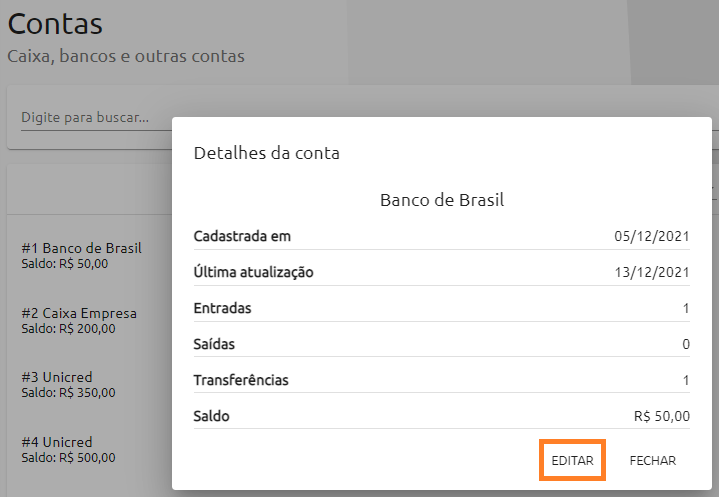 Contas
Caixa, bancos e outras contas
Digite para buscar...
#1 Banco de Brasil
Saldo: R$ 50,00
#2 Caixa Empresa
Saldo: R$ 200,00
#3 Unicred
Saldo: R$ 350,00
#4 Unicred
Saldo: R$ 500,00
Detalhes da conta
Banco de Brasil
Cadastrada em 05/12/2021
Última atualização 13/12/2021
Entradas 1
Saídas 0
Transferências 1
Saldo R$ 50,00
EDITAR FECHAR